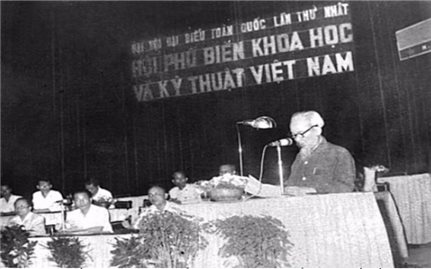 ĐẠI HỘI ĐẠI BIỂU TOÀN QUỐC LẦN THỨ NHẤT
HỘI PHỔ BIẾN KHOA HỌC
VÀ KỸ THUẬT VIỆT NAM